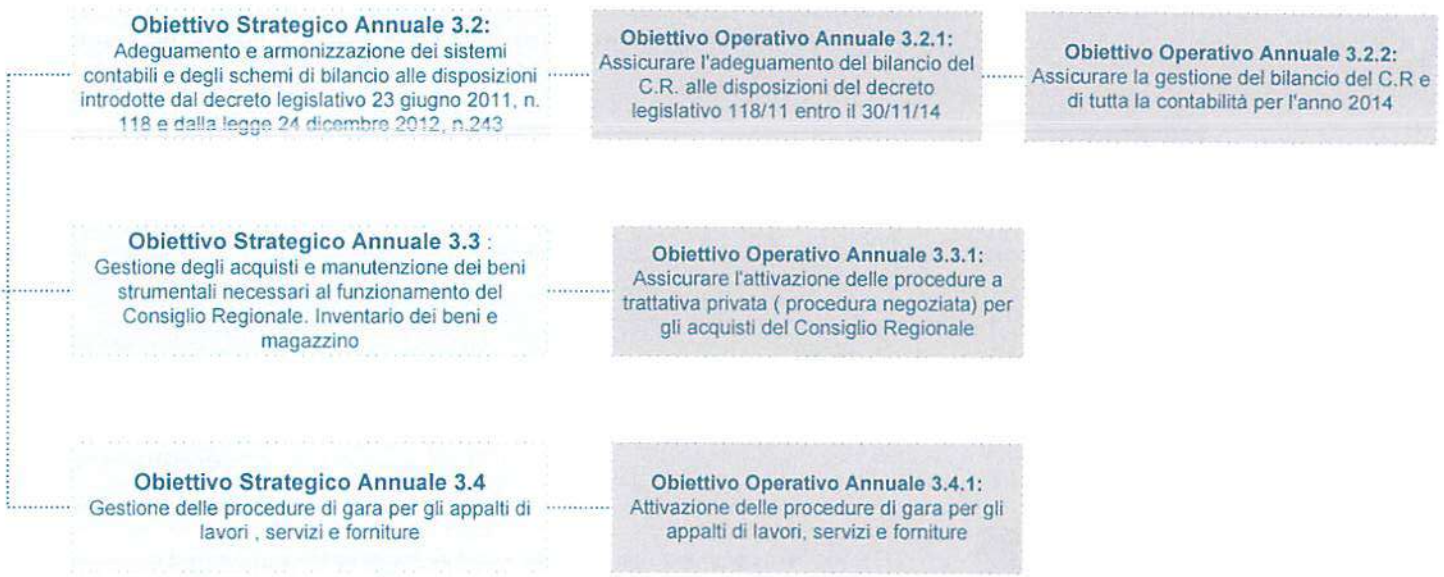 Obiettivo Strategico Annuale 3.2:
Adeguamento e armonizzazione dei sistemi
contabili e degli schemi di bilancio alle disposizioni
introdotte dal decreto legislativo 23 giugno 2011, n.
118 e dalla legge 24 dicembre 2012, n.243
Obiettivo Operativo Annuale 3.2.1:
Assicurare l'adeguamento del bilancio del
C.R. alle disposizioni del decreto
legislativo 118/11 entro il 30/11/14
Obiettivo Operativo Annuale 3.2.2:
Assicurare la gestione del bilancio del C.R e
di tutta la contabilità per l'anno 2014
Obiettivo Strategico Annuale 3.3 :
Gestione degli acquisti e manutenzione dei beni
strumentali necessari al funzionamento del
Consiglio Regionale. Inventario dei beni e
magazzino
Obiettivo Operativo Annuale 3.3.1:
Assicurare l'attivazione delle procedure a
trattativa privata ( procedura negoziata) per
gli acquisti del Consiglio Regionale
Obiettivo Strategico Annuale 3.4
Gestione delle procedure di gara per gli appalti di
lavori , servizi e forniture
Obiettivo Operativo Annuale 3.4.1:
Attivazione delle procedure di gara per gli
appalti di lavori, servizi e forniture